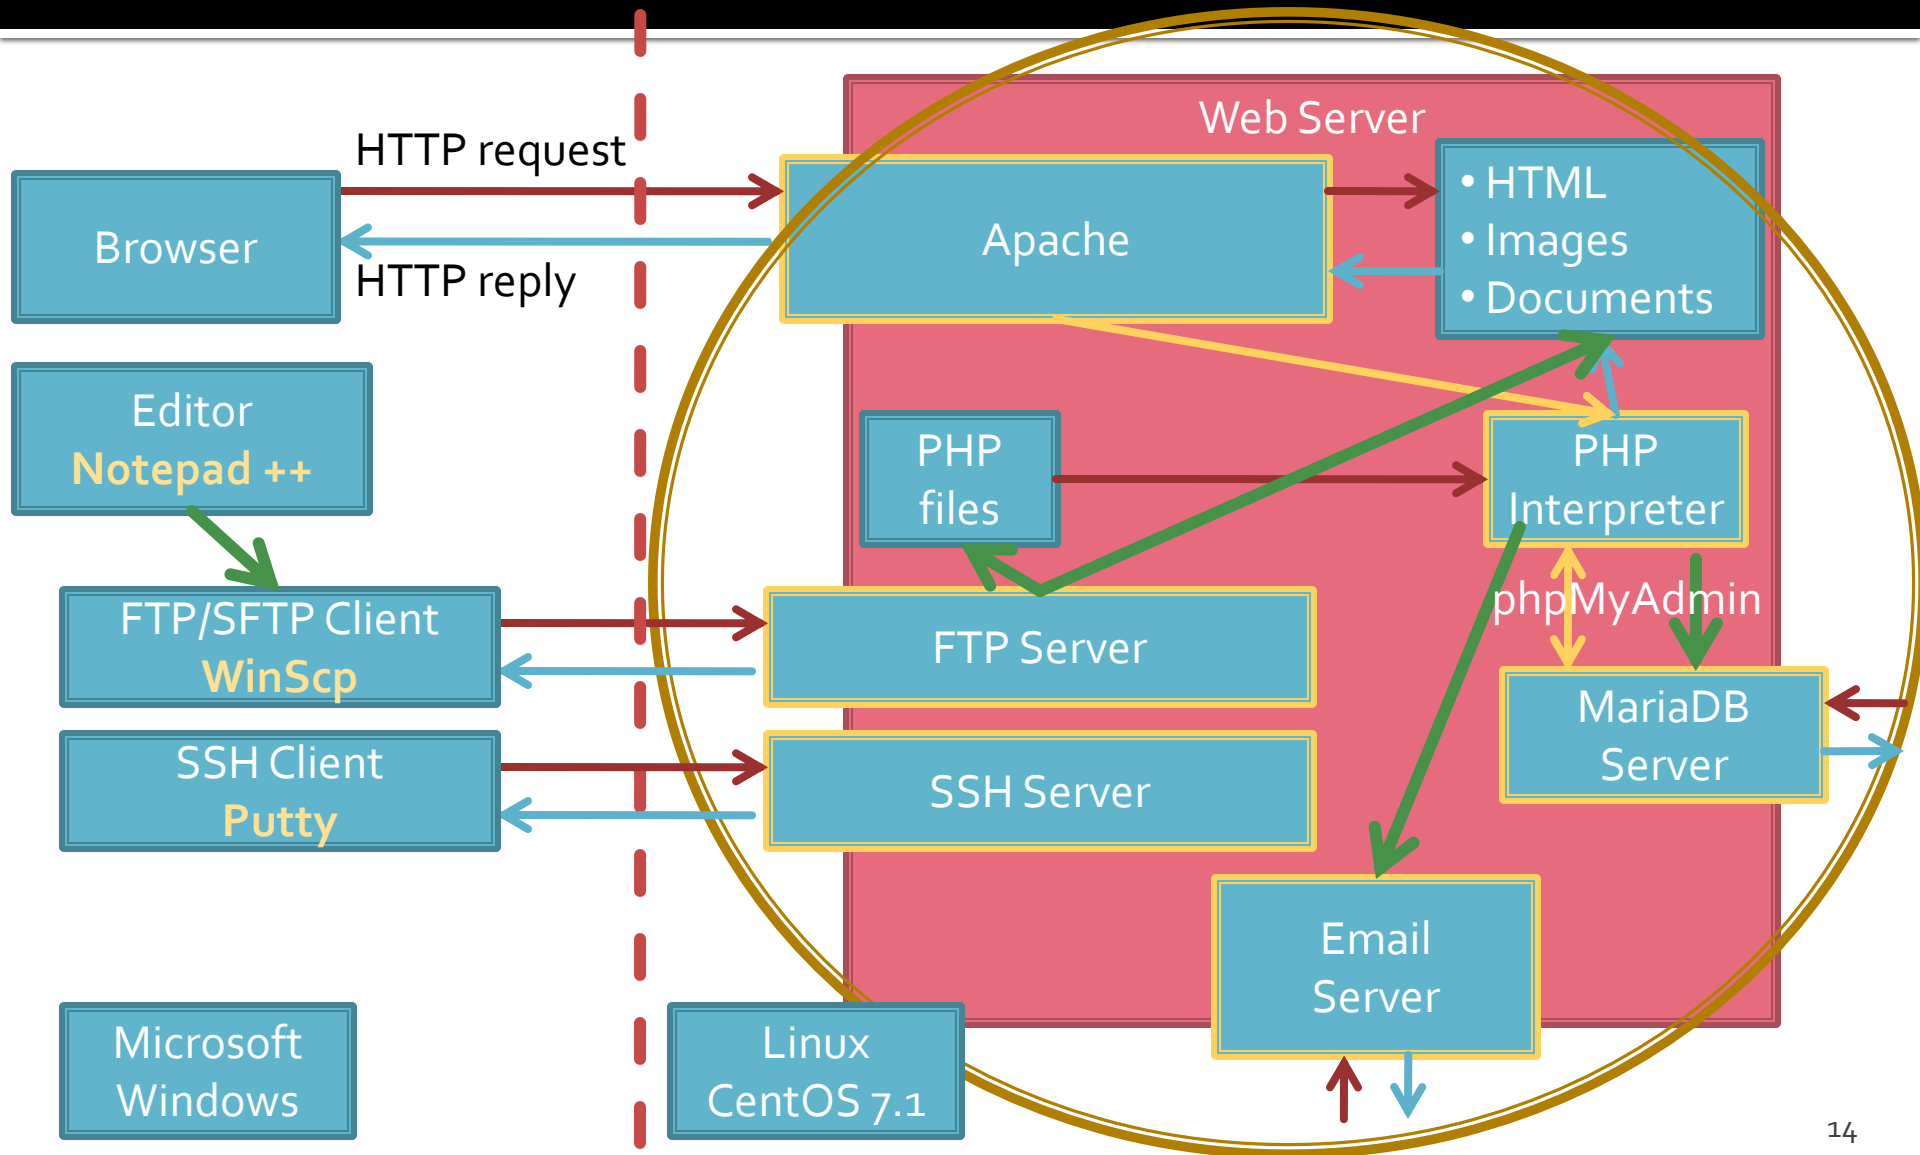 Web Server
HTTP request
Browser
HTTP reply
Apache
• HTML
• Images
• Documents
Editor
Notepad ++
PHP
files
PHP
Interpreter
phpMyAdmin
FTP/SFTP Client
WinScp
FTP Server
MariaDB
Server
SSH Client
Putty
SSH Server
Email
Server
Microsoft
Windows
Linux
CentOS 7.1
14